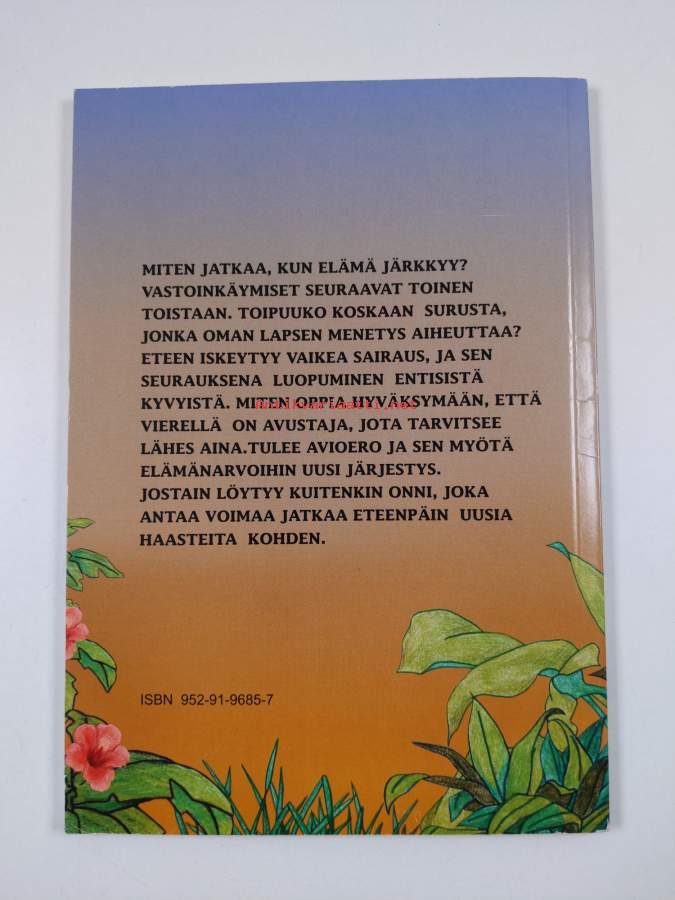 MITEN JATKAA, KUN ELÄMÄ JÄRKKYY?
VASTOINKÄYMISET SEURAAVAT TOINEN
TOISTAAN. TOIPUUKO KOSKAAN SURUSTA,
JONKA OMAN LAPSEN MENETYS AIHEUTTAA?
ETEEN ISKEYTYY VAIKEA SAIRAUS, JA SEN
SEURAUKSENA LUOPUMINEN ENTISISTÄ
KYVYISTÄ. MITEN OPPIA HYVÄKSYMÄÄN, ETTÄ
Antikvariaatti.net
VIERELLÄ ON AVUSTAJA, JOTA TARVITSEE
LÄHES AINA.TULEE AVIOERO JA SEN MYÖTÄ
ELÄMÄNARVOIHIN UUSI JÄRJESTYS.
JOSTAIN LÖYTYY KUITENKIN ONNI, JOKA
ANTAA VOIMAA JATKAA ETEENPÄIN UUSIA
HAASTEITA KOHDEN.
ISBN 952-91-9685-7